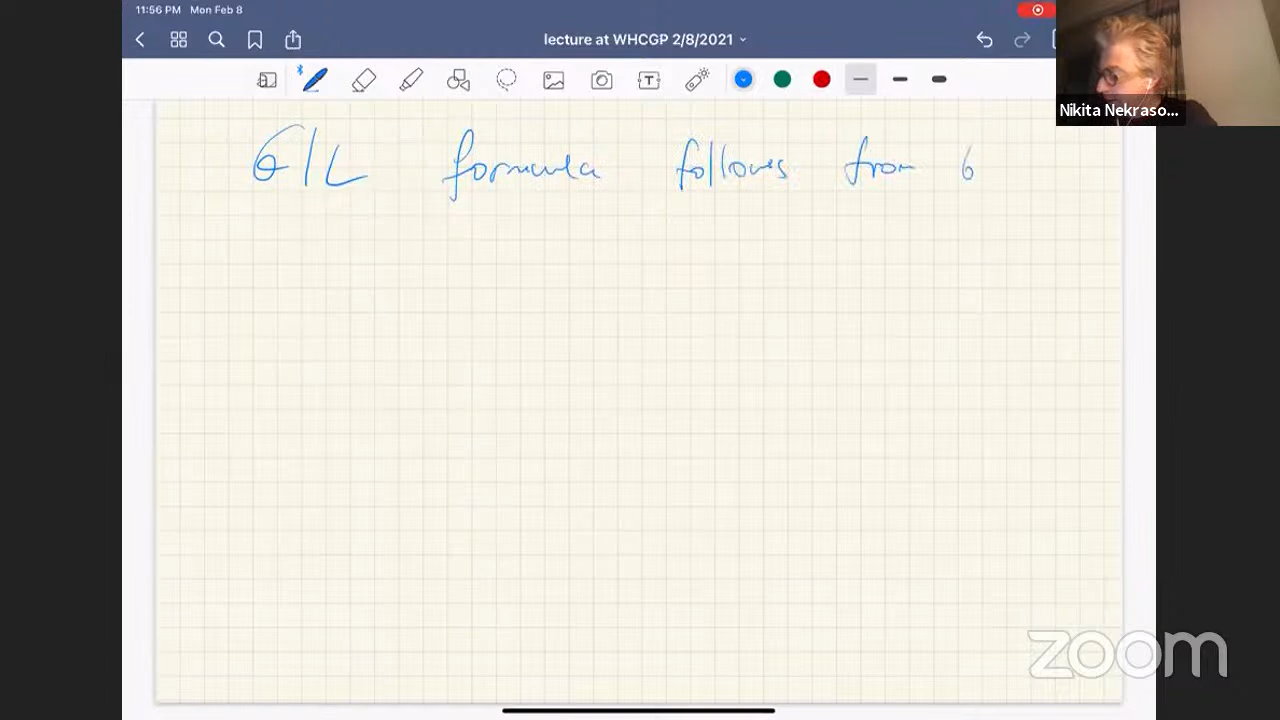 11:56 PM Mon Feb 8
lecture at WHCGP 2/8/2021
T
Nikita Nekraso...
GIL formula follows from 6
zoom